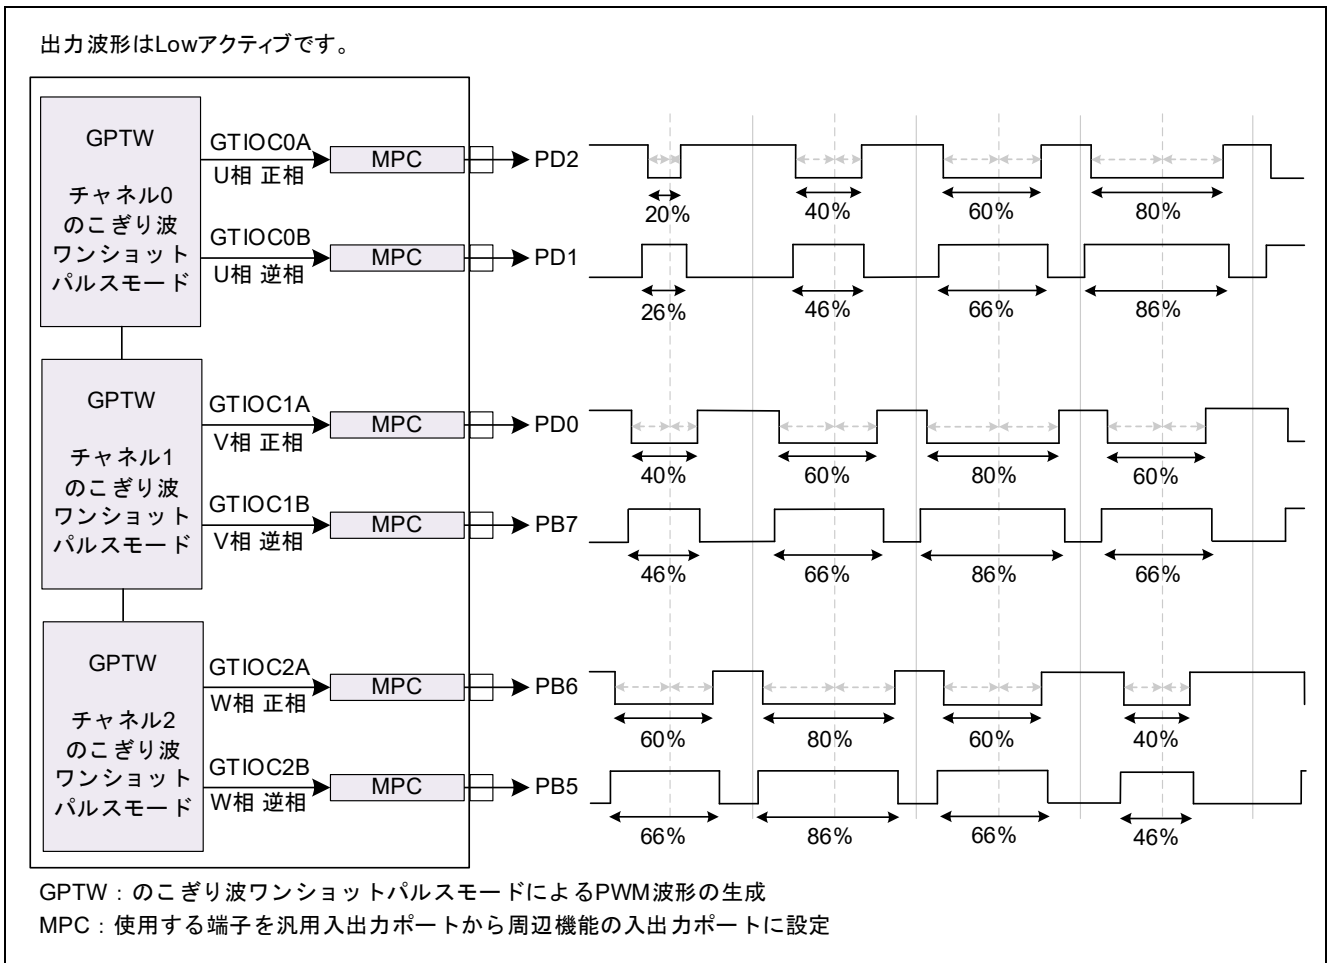 出力波形はLowアクティブです。
GPTW
チャネル0
のこぎり波
ワンショット
パルスモード
GTIOC0A
U相 正相
MPC
PD2
20%
40%
60%
80%
GTIOC0B
U相 逆相
MPC
PD1
26%
46%
66%
86%
GPTW
チャネル1
のこぎり波
ワンショット
パルスモード
GTIOC1A
V相 正相
MPC
PD0
40%
60%
80%
60%
GTIOC1B
V相 逆相
MPC
PB7
46%
66%
86%
66%
GPTW
チャネル2
のこぎり波
ワンショット
パルスモード
GTIOC2A
W相 正相
MPC
PB6
60%
80%
60%
40%
GTIOC2B
W相 逆相
MPC
PB5
66%
86%
66%
46%
GPTW：のこぎり波ワンショットパルスモードによるPWM波形の生成
MPC：使用する端子を汎用入出力ポートから周辺機能の入出力ポートに設定